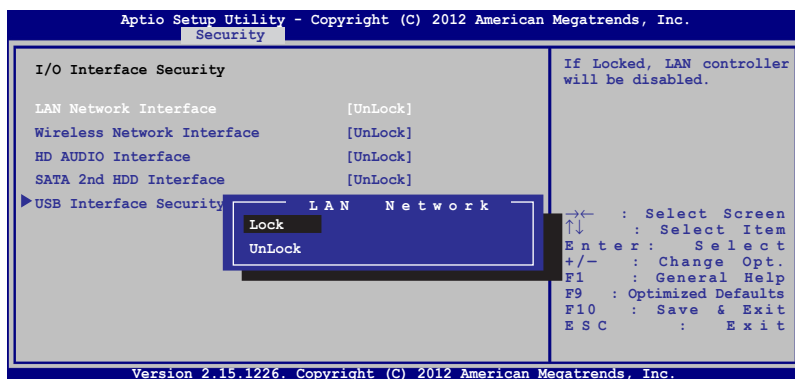 Aptio Setup Utility - Copyright (C) 2012 American Megatrends, Inc.
Security
I/O Interface Security
LAN Network Interface [UnLock]
Wireless Network Interface [UnLock]
HD AUDIO Interface [UnLock]
SATA 2nd HDD Interface [UnLock]
USB Interface Security
LAN Network
Lock
UnLock
If Locked, LAN controller
will be disabled.
→← : Select Screen
↑↓ : Select Item
Enter: Select
+/— : Change Opt.
F1 : General Help
F9 : Optimized Defaults
F10 : Save & Exit
ESC : Exit
Version 2.15.1226. Copyright (C) 2012 American Megatrends, Inc.